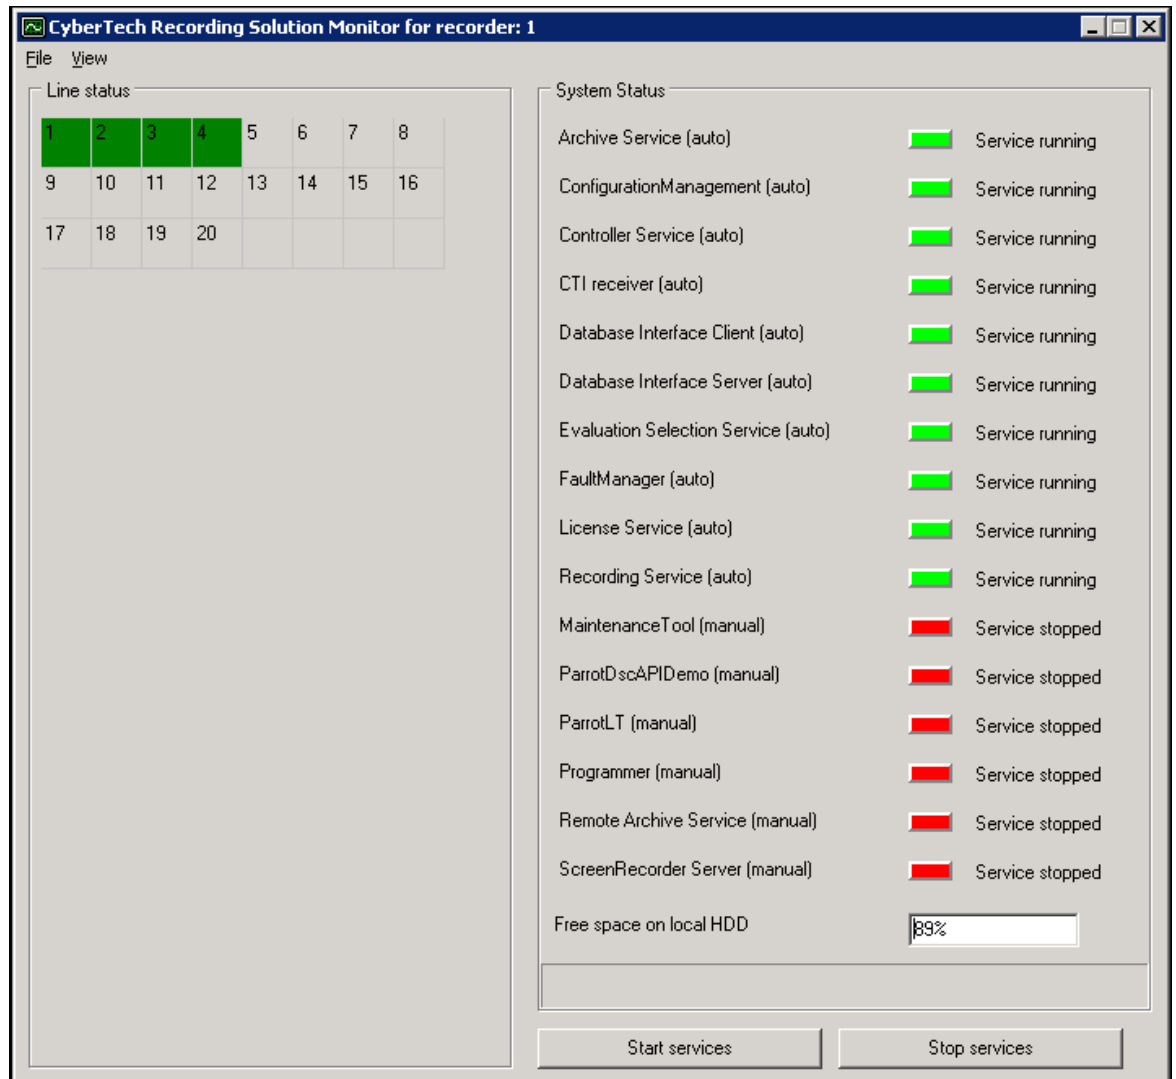 CyberTech Recording Solution Monitor for recorder: 1
File View
Line status
1 2 3 4 5 6 7 8
9 10 11 12 13 14 15 16
17 18 19 20
System Status
Archive Service (auto) Service running
ConfigurationManagement (auto) Service running
Controller Service (auto) Service running
CTI receiver (auto) Service running
Database Interface Client (auto) Service running
Database Interface Server (auto) Service running
Evaluation Selection Service (auto) Service running
FaultManager (auto) Service running
License Service (auto) Service running
Recording Service (auto) Service running
MaintenanceTool (manual) Service stopped
ParrotDscAPIDemo (manual) Service stopped
ParrotLT (manual) Service stopped
Programmer (manual) Service stopped
Remote Archive Service (manual) Service stopped
ScreenRecorder Server (manual) Service stopped
Free space on local HDD 89%
Start services Stop services